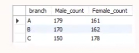 branch Male_count Female_count
A 179 161
B 170 162
C 150 178